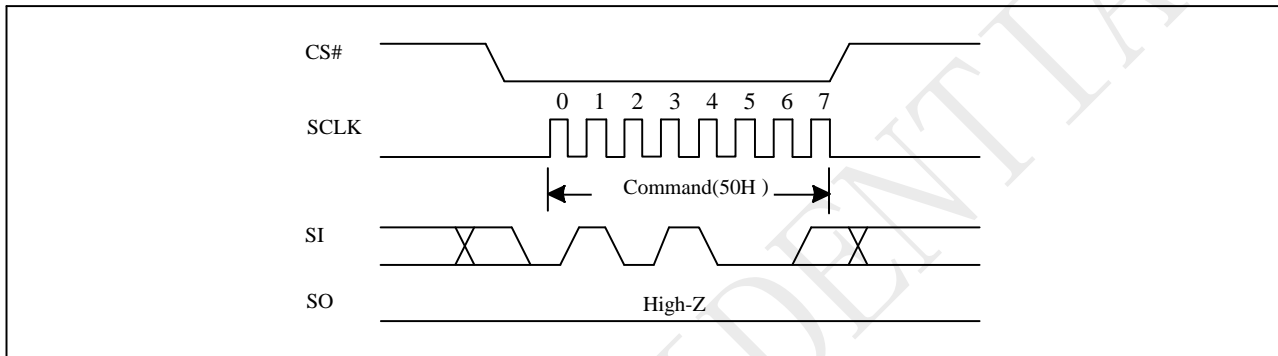 CS#
0 1 2 3 4 5 6 7
SCLK
Command(50H )
SI
SO High-Z